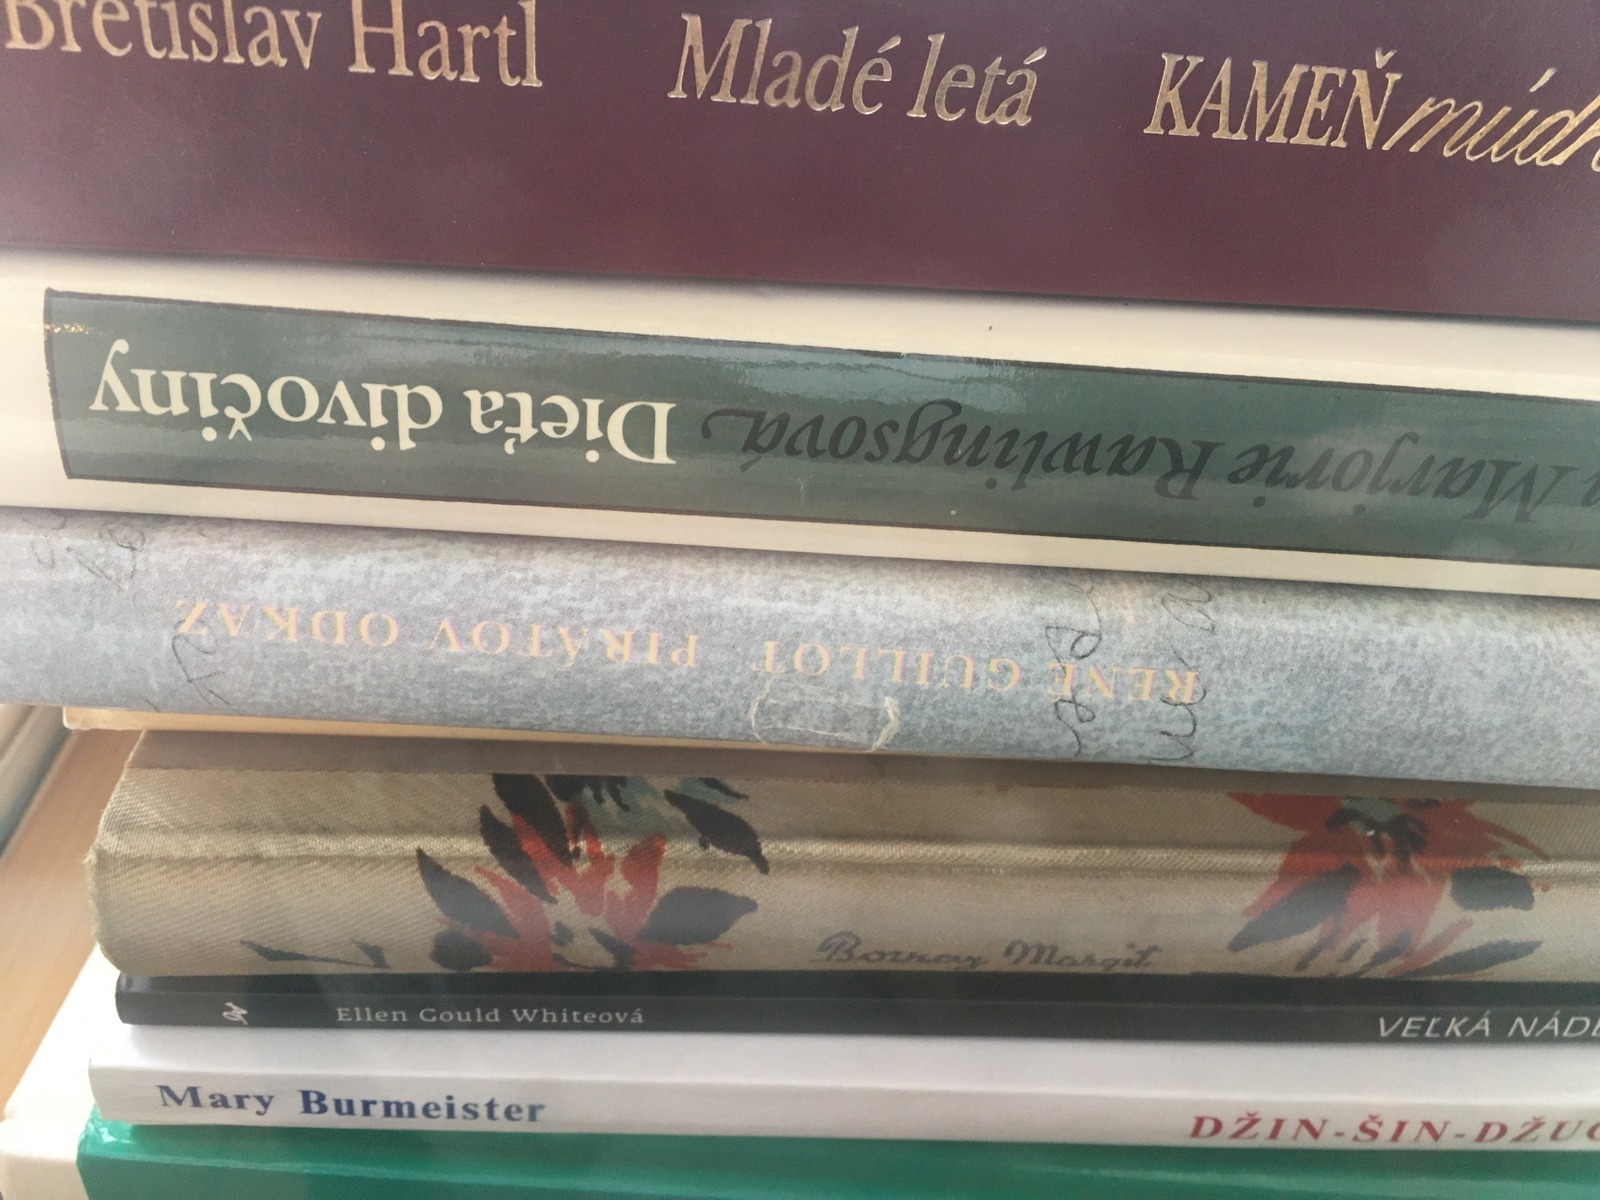 Bretislav Hartl Mladé letá KAMEŇ
Marjorie Rawlingsová Dieťa divočiny
RENÉ GUILLOT PIRÁTOV ODKAZ
Margit
Ellen Gould Whiteová VEĽKÁ
Mary Burmeister DŽIN-ŠIN-